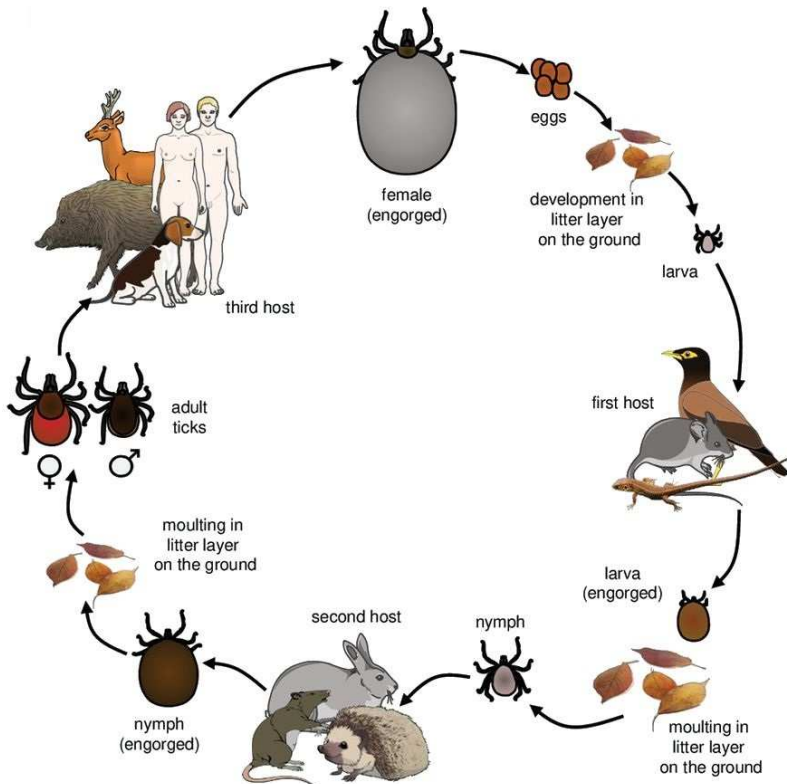 female
(engorged)
eggs
development in
litter layer
on the ground
larva
first host
larva
(engorged)
moulting in
litter layer
on the ground
nymph
second host
nymph
(engorged)
moulting in
litter layer
on the ground
adult
ticks
third host